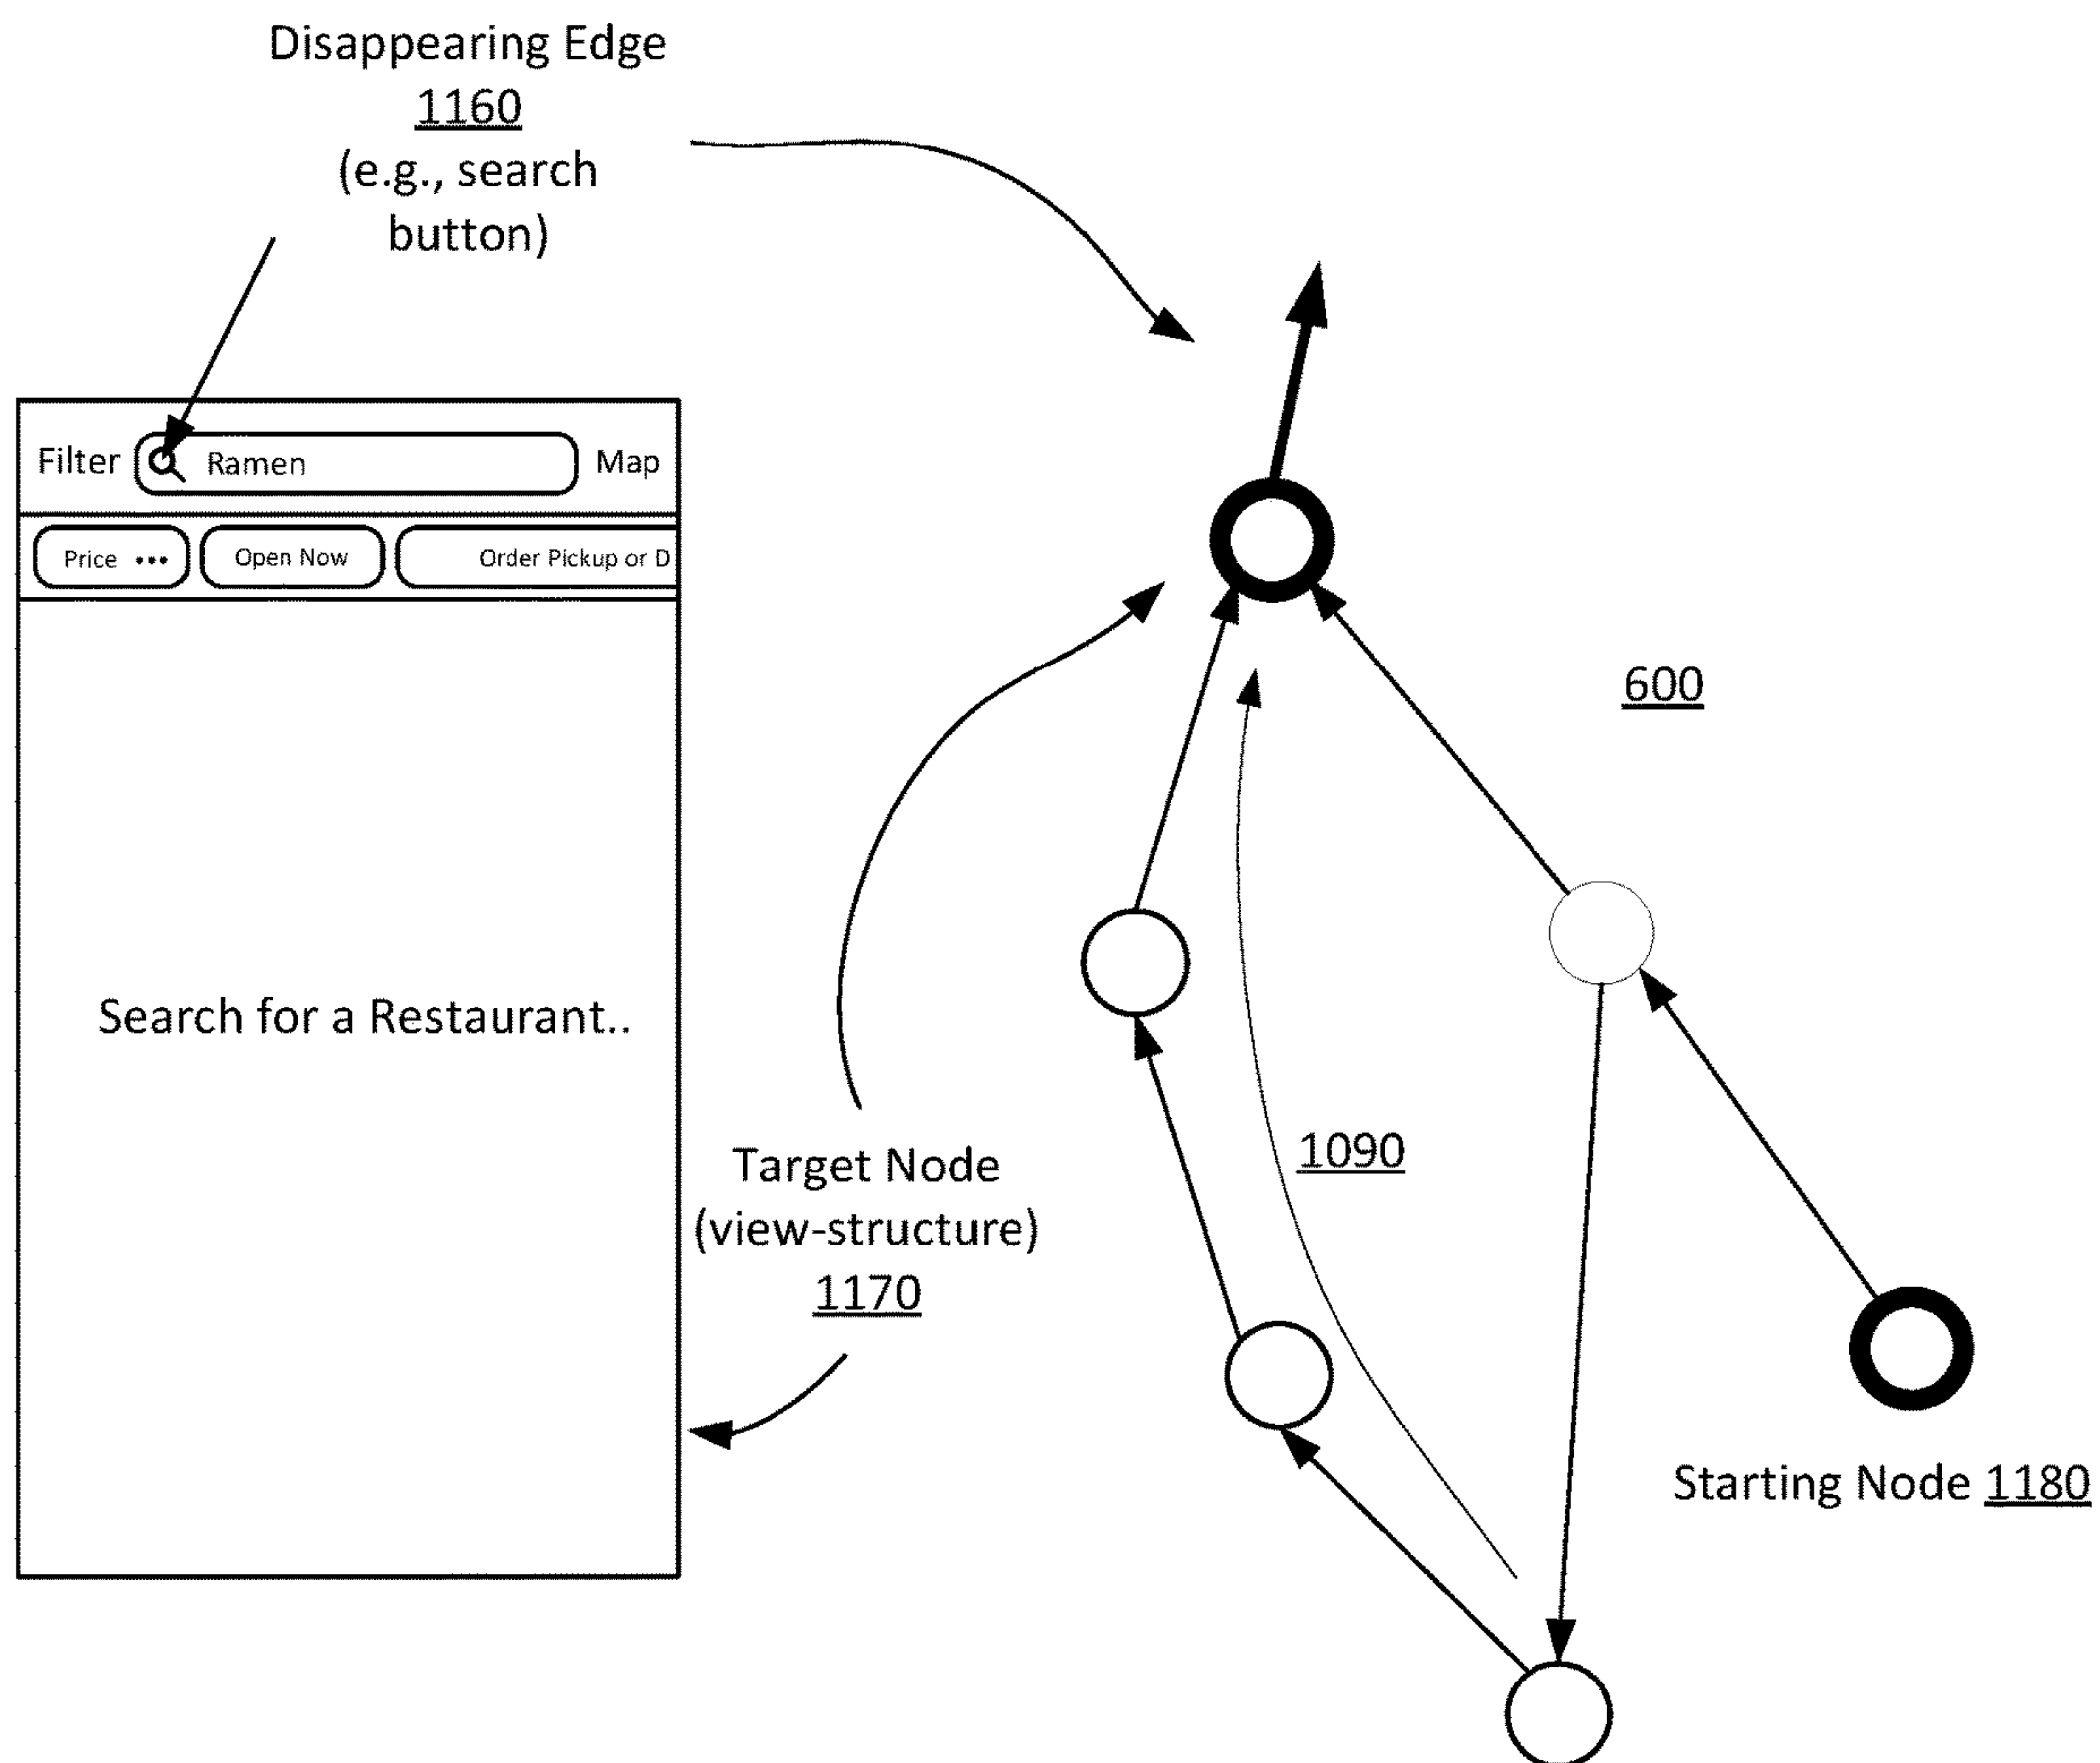 Disappearing Edge
1160
(e.g., search
button)
Filter
Ramen
Map
Price •••
Open Now
Order Pickup or D
Search for a Restaurant..
600
1090
Target Node
(view-structure)
1170
Starting Node 1180